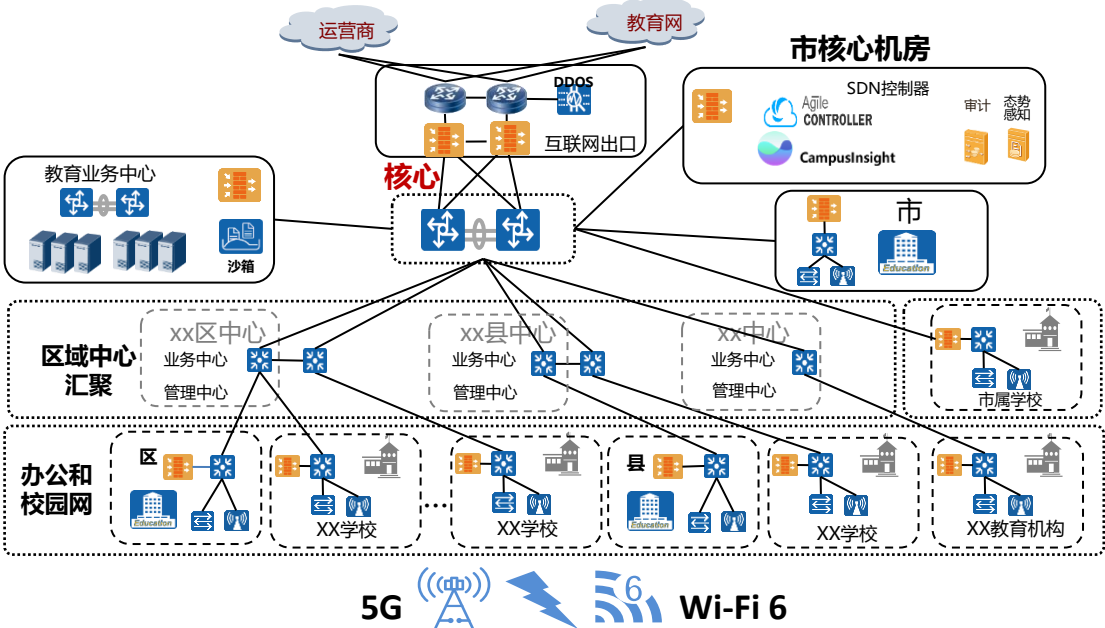 运营商
教育网
市核心机房
DDOS
互联网出口
SDN控制器
Agile
CONTROLLER
CampusInsight
审计
态势
感知
教育业务中心
沙箱
核心
市
Education
xx区中心
业务中心
管理中心
xx县中心
业务中心
管理中心
xx中心
业务中心
管理中心
区域中心
汇聚
市属学校
办公和
校园网
区
Education
XX学校
......
XX学校
县
Education
XX学校
XX教育机构
5G
6
Wi-Fi 6